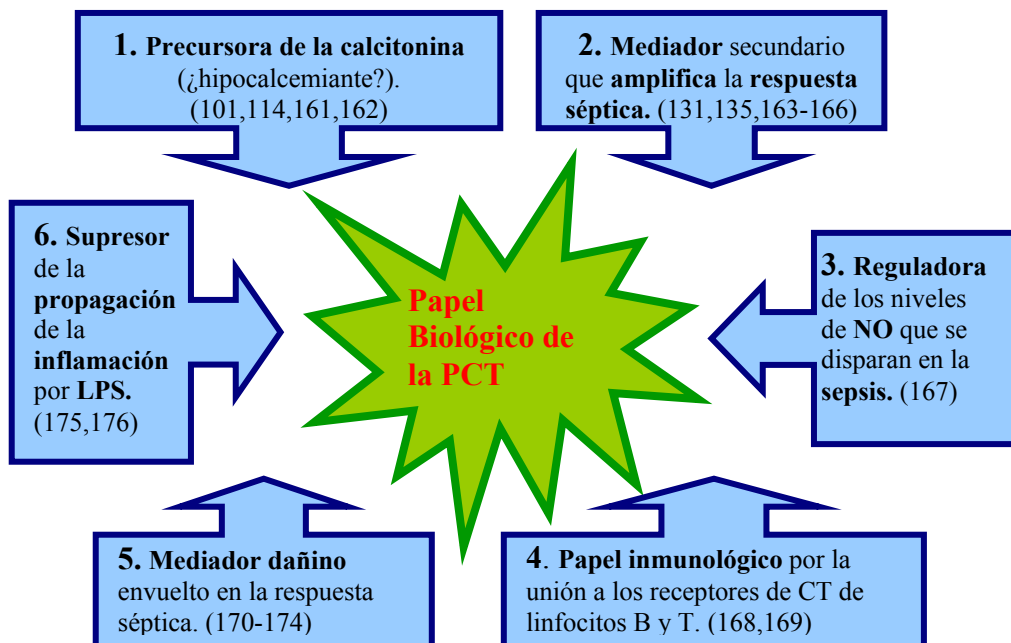 1. Precursora de la calcitonina
(¿hipocalcemiante?).
(101,114,161,162)
2. Mediador secundario
que amplifica la respuesta
séptica. (131,135,163-166)
6. Supresor
de la
propagación
de la
inflamación
por LPS.
(175,176)
Papel
Biológico de
la PCT
3. Reguladora
de los niveles
de NO que se
disparan en la
sepsis. (167)
5. Mediador dañino
envuelto en la respuesta
séptica. (170-174)
4. Papel inmunológico por la
unión a los receptores de CT de
linfocitos B y T. (168,169)